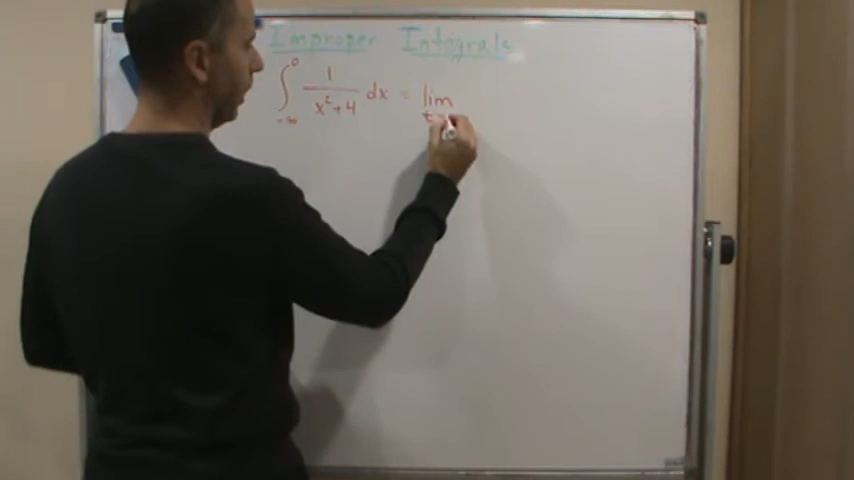 Improper Integrals
∫ 0 -∞ 1/(x²+4) dx = lim
t→